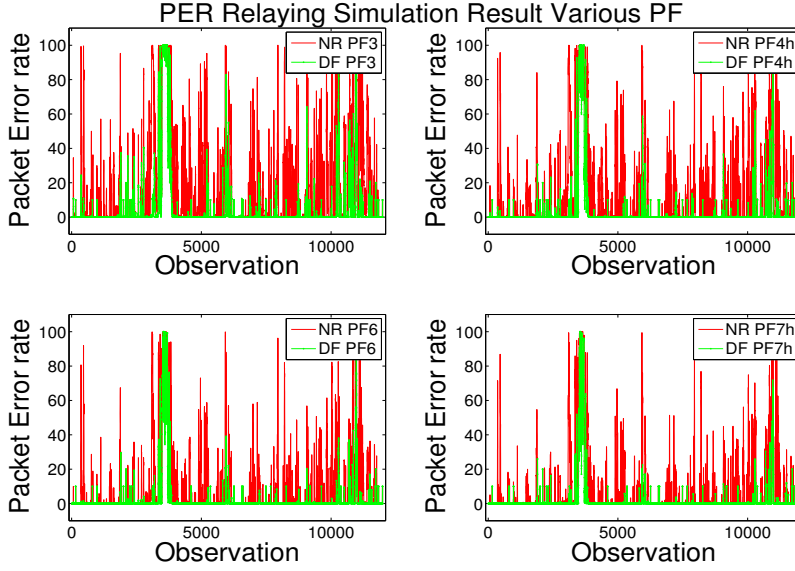 PER Relaying Simulation Result Various PF
Packet Error rate
100
80
60
40
20
0
0
5000
10000
Observation
NR PF3
DF PF3
Packet Error rate
100
80
60
40
20
0
0
5000
10000
Observation
NR PF4h
DF PF4h
Packet Error rate
100
80
60
40
20
0
0
5000
10000
Observation
NR PF6
DF PF6
Packet Error rate
100
80
60
40
20
0
0
5000
10000
Observation
NR PF7h
DF PF7h